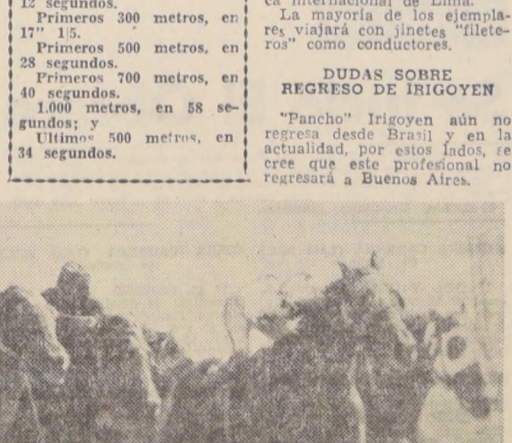 12 segundos.
Primeros 300 metros, en
17" 1|5.
Primeros 500 metros, en
28 segundos.
Primeros 700 metros, en
40 segundos.
1.000 metros, en 58 se-
gundos; y
Ultimos 500 metros, en
34 segundos.
ca internacional de Lima.
La mayoría de los ejempla-
res viajará con jinetes "filete-
ros" como conductores.
DUDAS SOBRE
REGRESO DE IRIGOYEN
"Pancho" Irigoyen aún no
regresa desde Brasil y en la
actualidad, por estos lados, se
cree que este profesional no
regresará a Buenos Aires.